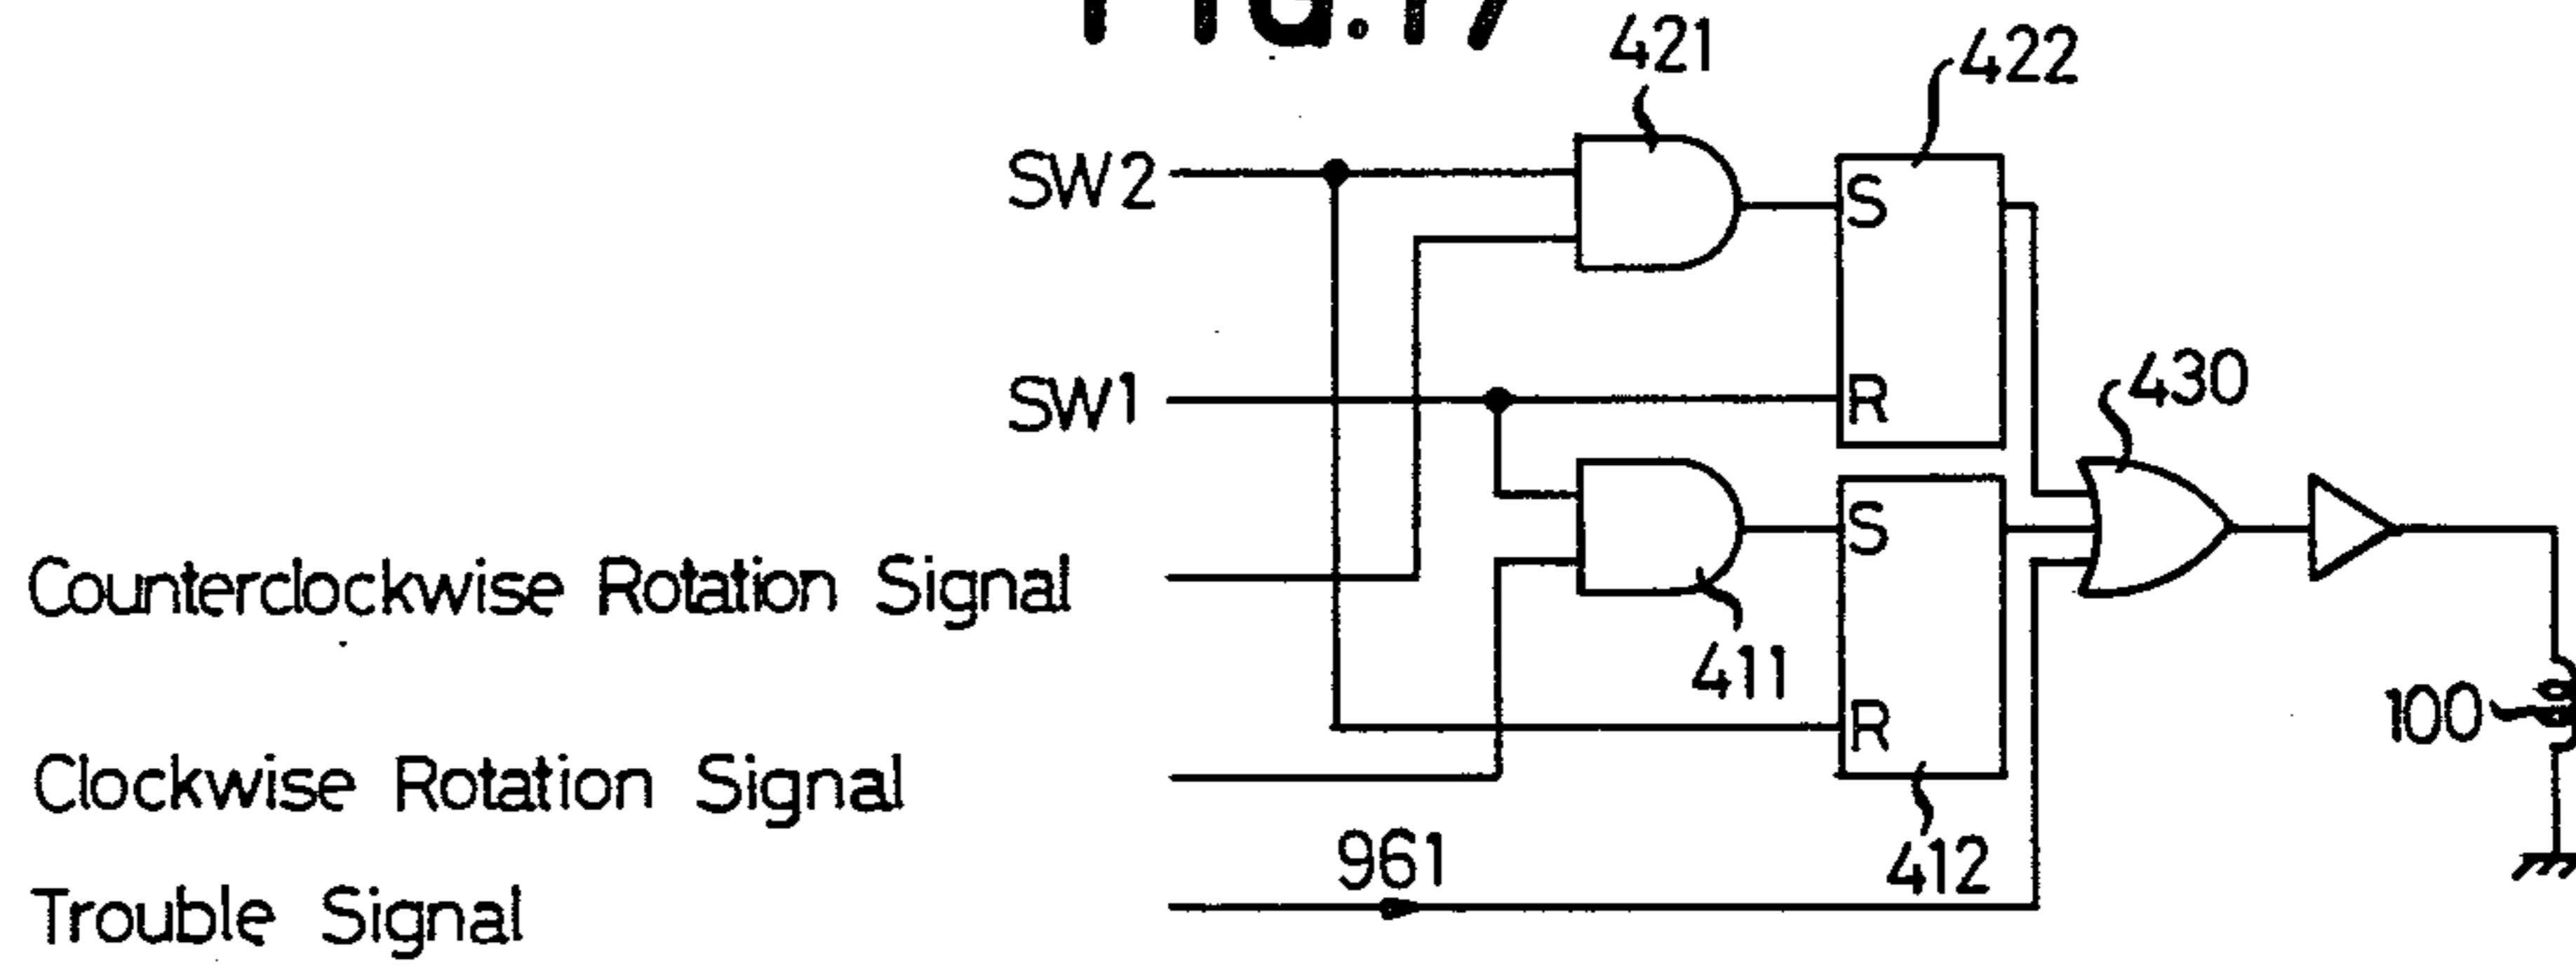 FIG.17
421
422
SW2
S
SW1
R
430
S
Counterclockwise Rotation Signal
411
100
R
Clockwise Rotation Signal
961
412
Trouble Signal